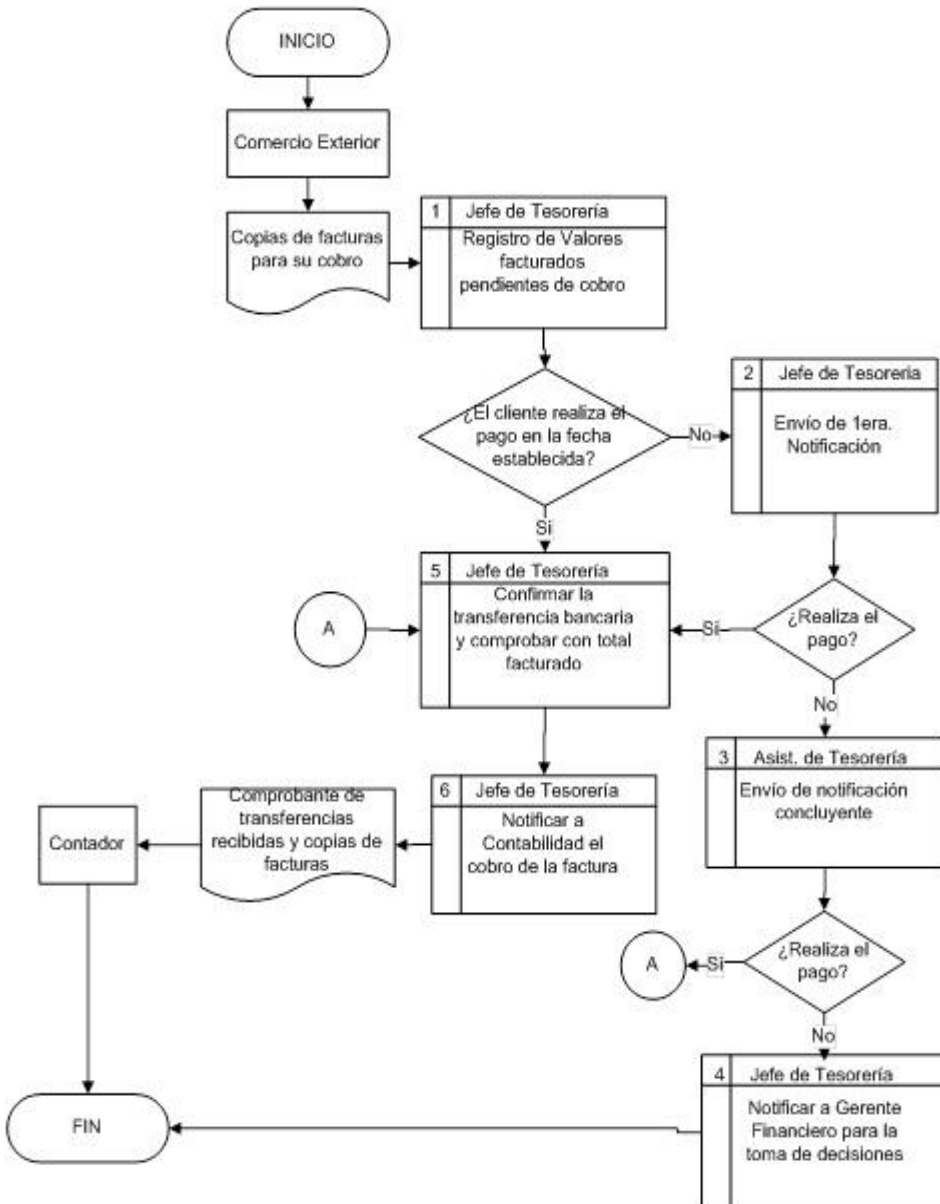 INICIO
Comercio Exterior
Copias de facturas
para su cobro
1 Jefe de Tesorería
Registro de Valores
facturados
pendientes de cobro
¿El cliente realiza el
pago en la fecha
establecida?
No
2 Jefe de Tesoreria
Envío de 1era.
Notificación
Si
5 Jefe de Tesorería
Confirmar la
transferencia bancaria
y comprobar con total
facturado
A
Si
¿Realiza el
pago?
No
3 Asist. de Tesorería
Envío de notificación
concluyente
6 Jefe de Tesorería
Notificar a
Contabilidad el
cobro de la factura
Comprobante de
transferencias
recibidas y copias de
facturas
Contador
¿Realiza el
pago?
Si
A
No
4 Jefe de Tesorería
Notificar a Gerente
Financiero para la
toma de decisiones
FIN